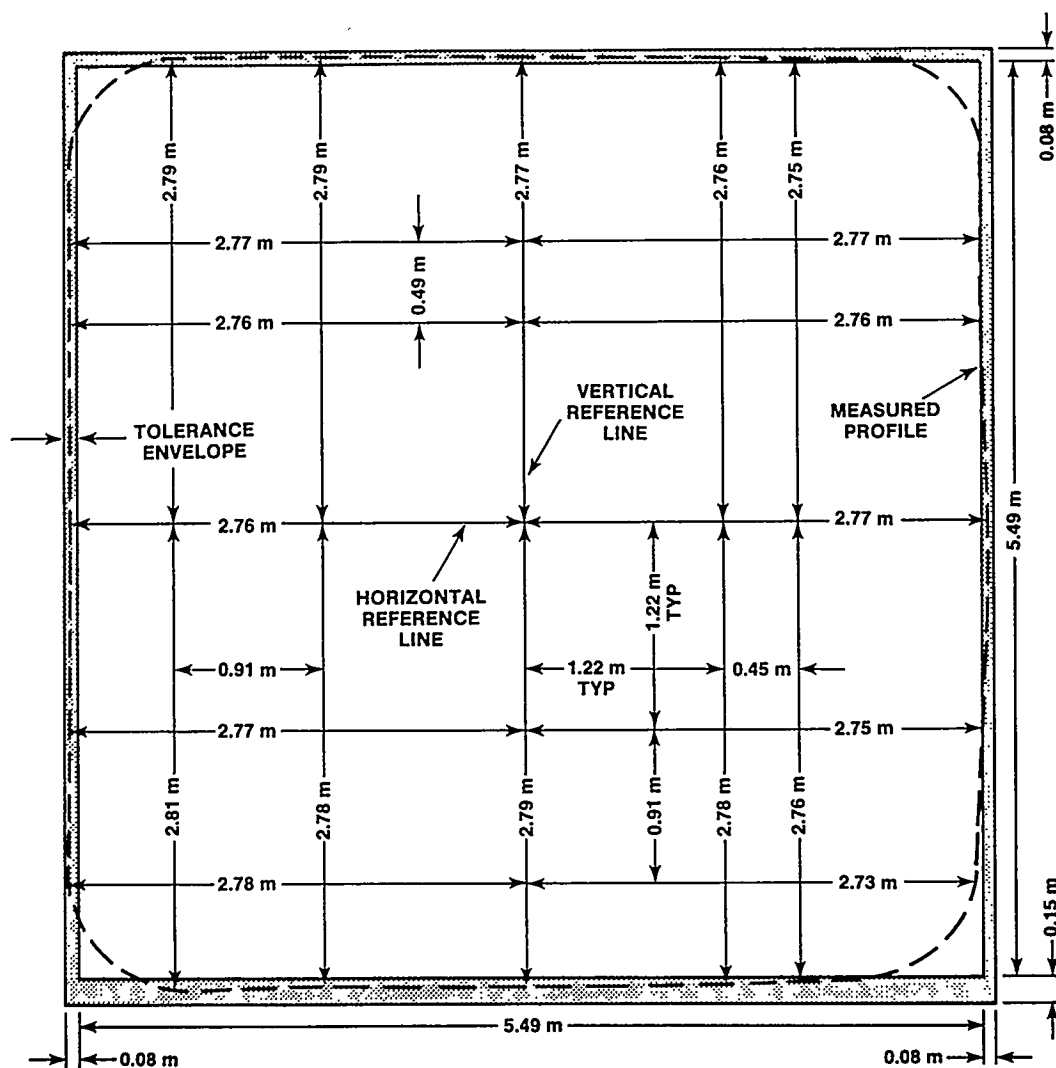 0.08 m
2.79 m
2.79 m
2.77 m
2.76 m
2.75 m
2.77 m
2.77 m
0.49 m
2.76 m
2.76 m
VERTICAL
REFERENCE
LINE
MEASURED
PROFILE
TOLERANCE
ENVELOPE
2.76 m
2.77 m
5.49 m
HORIZONTAL
REFERENCE
LINE
1.22 m
TYP
0.91 m
1.22 m
TYP
0.45 m
2.77 m
2.75 m
2.81 m
2.78 m
2.79 m
0.91 m
2.78 m
2.76 m
2.78 m
2.73 m
0.15 m
5.49 m
0.08 m
0.08 m